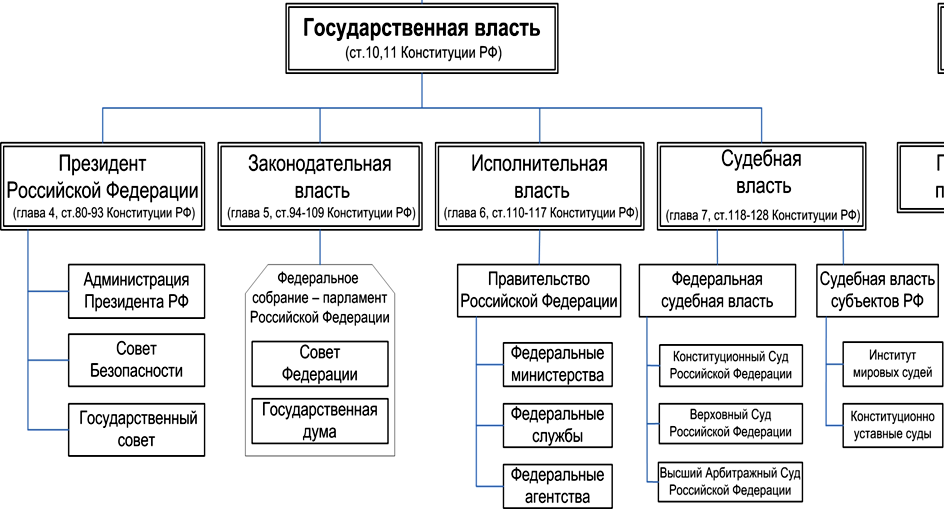 Государственная власть
(ст.10,11 Конституции РФ)
Президент
Российской Федерации
(глава 4, ст.80-93 Конституции РФ)
Законодательная
власть
(глава 5, ст.94-109 Конституции РФ)
Исполнительная
власть
(глава 6, ст.110-117 Конституции РФ)
Судебная
власть
(глава 7, ст.118-128 Конституции РФ)
Администрация
Президента РФ
Совет
Безопасности
Государственный
совет
Федеральное
собрание – парламент
Российской Федерации
Совет
Федерации
Государственная
дума
Правительство
Российской Федерации
Федеральные
министерства
Федеральные
службы
Федеральные
агентства
Федеральная
судебная власть
Конституционный Суд
Российской Федерации
Верховный Суд
Российской Федерации
Высший Арбитражный Суд
Российской Федерации
Судебная власть
субъектов РФ
Институт
мировых судей
Конституционно
уставные суды